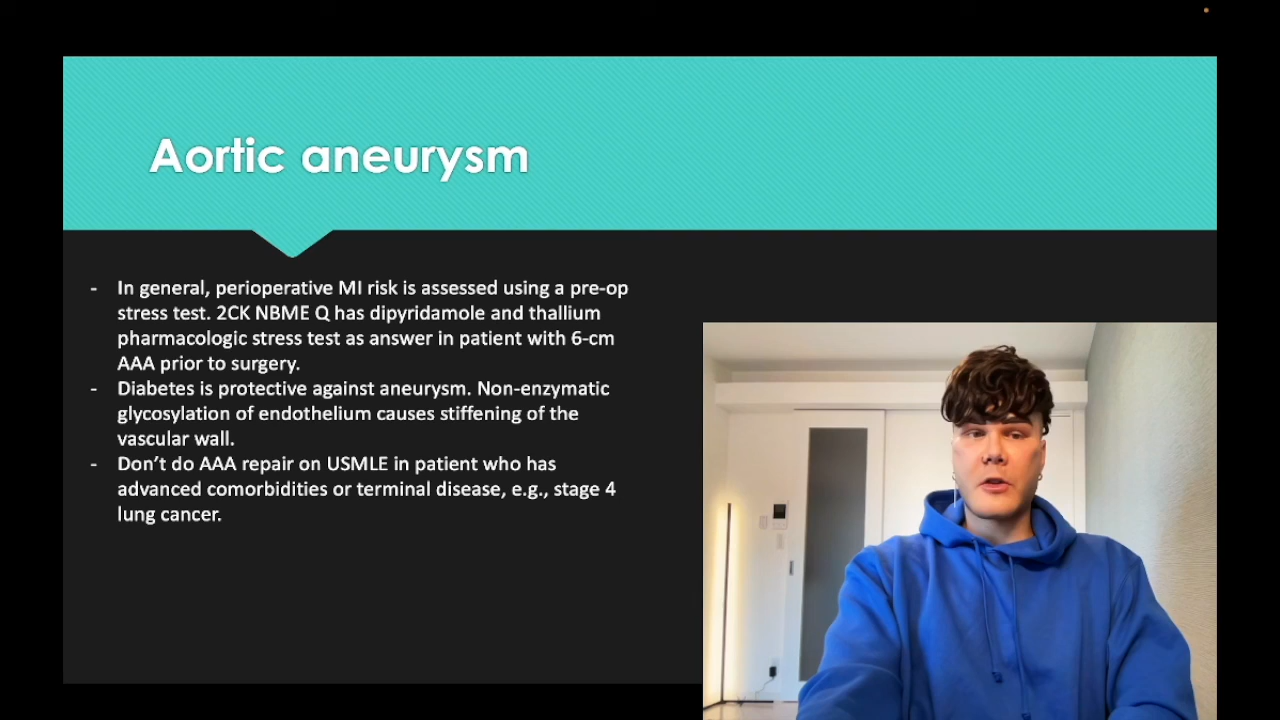 Aortic aneurysm
- In general, perioperative MI risk is assessed using a pre-op
stress test. 2CK NBME Q has dipyridamole and thallium
pharmacologic stress test as answer in patient with 6-cm
AAA prior to surgery.
- Diabetes is protective against aneurysm. Non-enzymatic
glycosylation of endothelium causes stiffening of the
vascular wall.
- Don’t do AAA repair on USMLE in patient who has
advanced comorbidities or terminal disease, e.g., stage 4
lung cancer.